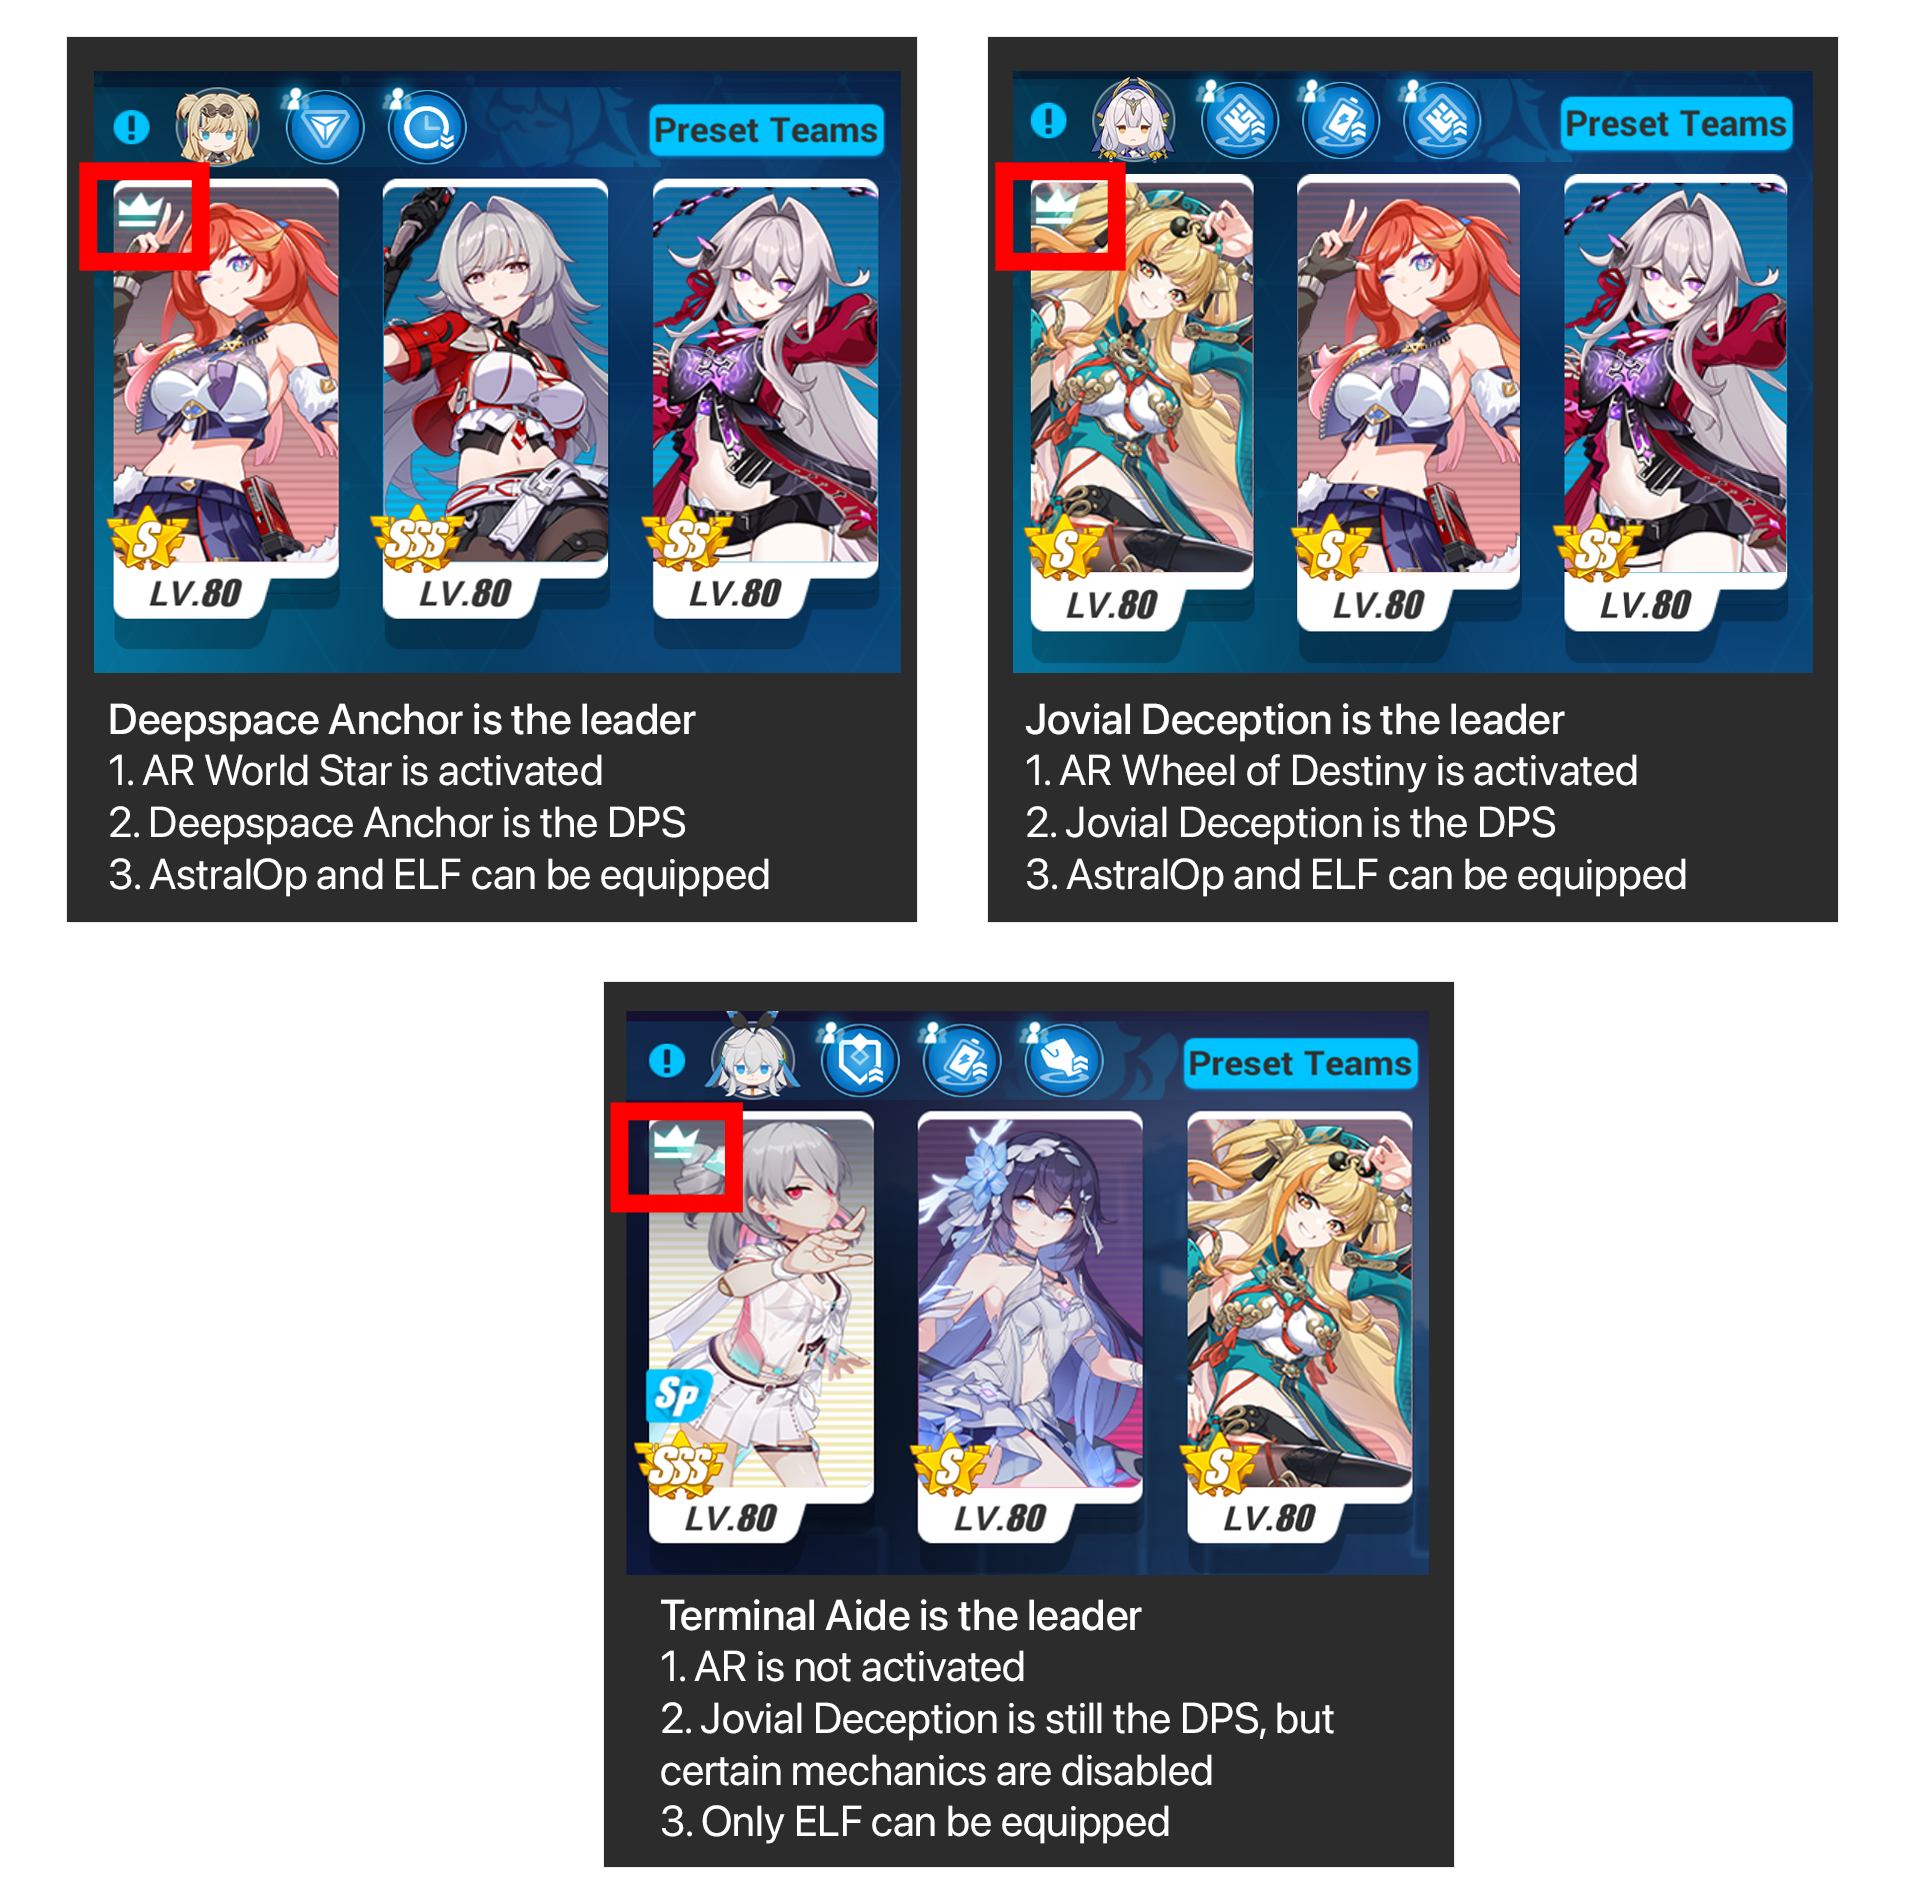 Preset Teams
S
LV.80
SSS
LV.80
SS
LV.80
Deepspace Anchor is the leader
1. AR World Star is activated
2. Deepspace Anchor is the DPS
3. AstralOp and ELF can be equipped
Preset Teams
S
LV.80
S
LV.80
SS
LV.80
Jovial Deception is the leader
1. AR Wheel of Destiny is activated
2. Jovial Deception is the DPS
3. AstralOp and ELF can be equipped
Preset Teams
Sp
SSS
LV.80
S
LV.80
S
LV.80
Terminal Aide is the leader
1. AR is not activated
2. Jovial Deception is still the DPS, but
certain mechanics are disabled
3. Only ELF can be equipped